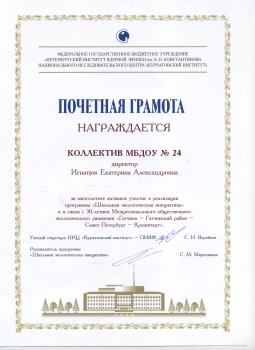 ФЕДЕРАЛЬНОЕ ГОСУДАРСТВЕННОЕ БЮДЖЕТНОЕ УЧРЕЖДЕНИЕ
«ПЕТЕРБУРГСКИЙ ИНСТИТУТ ЯДЕРНОЙ ФИЗИКИ им. Б. П. КОНСТАНТИНОВА
НАЦИОНАЛЬНОГО ИССЛЕДОВАТЕЛЬСКОГО ЦЕНТРА «КУРЧАТОВСКИЙ ИНСТИТУТ»
ПОЧЕТНАЯ ГРАМОТА
НАГРАЖДАЕТСЯ
КОЛЛЕКТИВ МБДОУ № 24
директор
Игнатюк Екатерина Александровна
за многолетнее активное участие в реализации
программы «Школьная экологическая инициатива»
и в связи с 30-летием Межрегионального общественного
экологического движения «Гатчина – Гатчинский район –
Санкт-Петербург – Кронштадт».
Ученый секретарь НИЦ «Курчатовский институт» – ПИЯФ С. И. Воробьев
Руководитель программы
«Школьная экологическая инициатива» С. М.